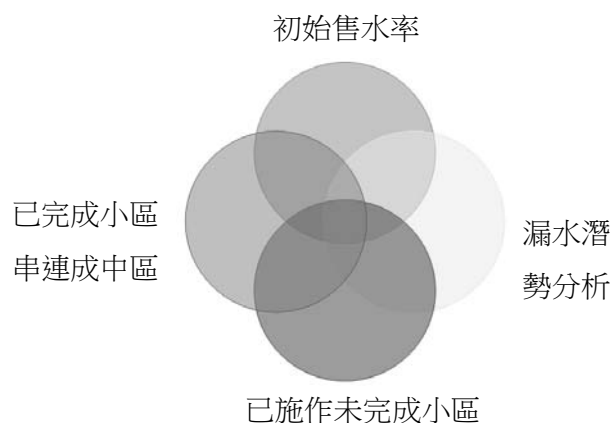 初始售水率
已完成小區
串連成中區
漏水潛
勢分析
已施作未完成小區